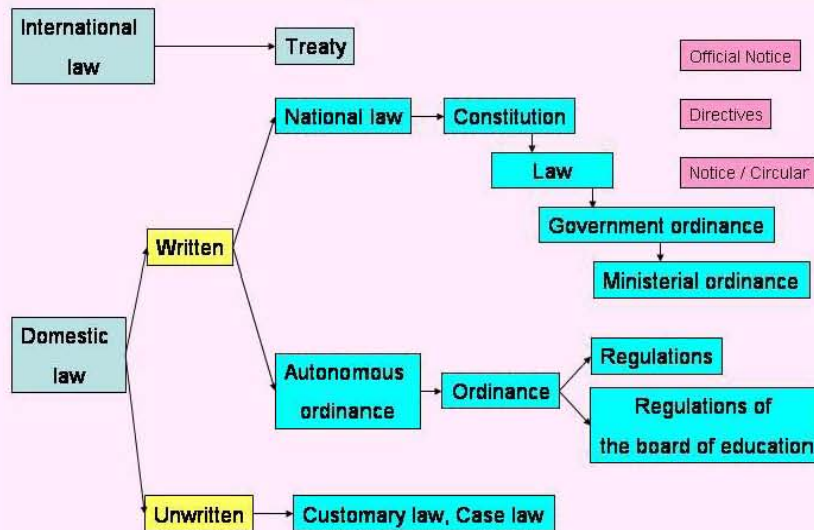 International
law
Treaty
Official Notice
National law
Constitution
Directives
Law
Notice / Circular
Government ordinance
Written
Ministerial ordinance
Domestic
law
Autonomous
ordinance
Ordinance
Regulations
Regulations of
the board of education
Unwritten
Customary law, Case law